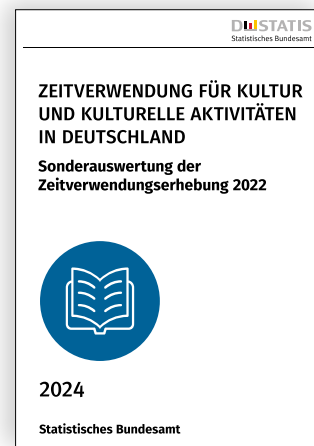 DESTATIS
Statistisches Bundesamt
ZEITVERWENDUNG FÜR KULTUR
UND KULTURELLE AKTIVITÄTEN
IN DEUTSCHLAND
Sonderauswertung der
Zeitverwendungserhebung 2022
2024
Statistisches Bundesamt